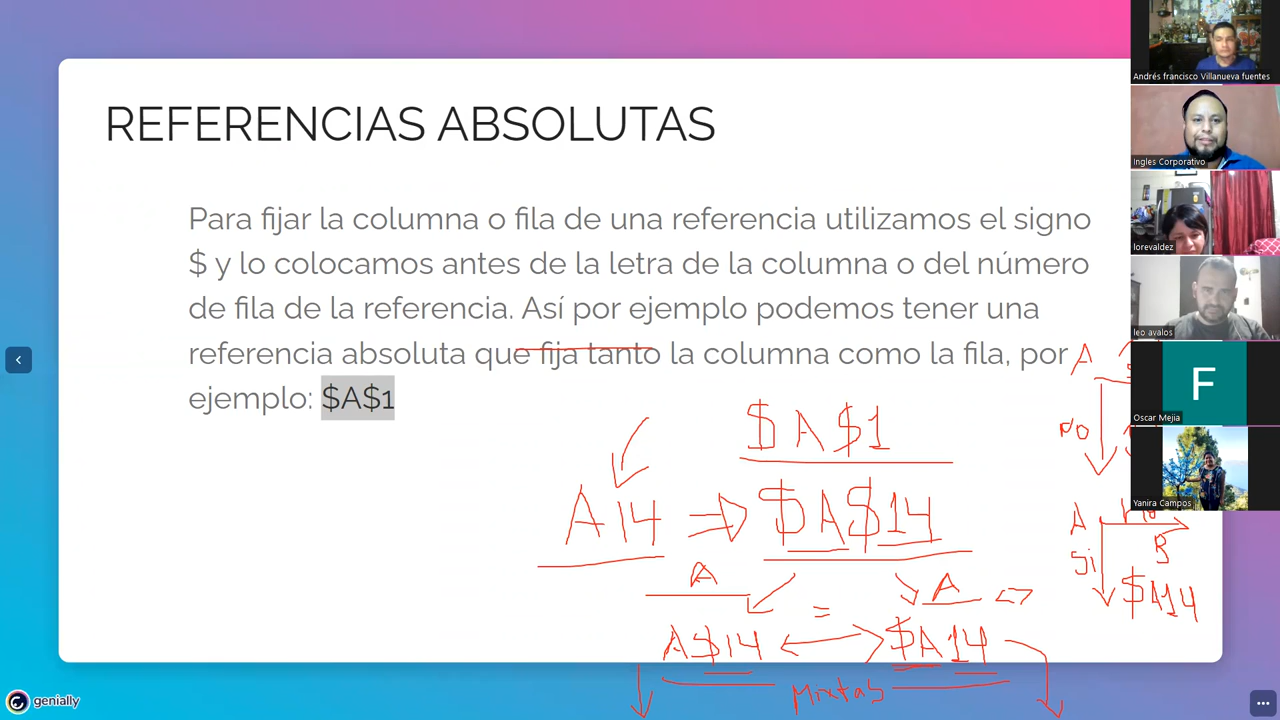 REFERENCIAS ABSOLUTAS
Para fijar la columna o fila de una referencia utilizamos el signo
$ y lo colocamos antes de la letra de la columna o del número
de fila de la referencia. Así por ejemplo podemos tener una
referencia absoluta que fija tanto la columna como la fila, por
ejemplo: $A$1
$A$1
A14 ⇒ $A$14
A
A <>
=
A$14 <-> $A14
Mixtas
A
No
A
Si
B
$A14
Andrés francisco Villanueva fuentes
Ingles Corporativo
lorevaldez
leo avalos
F
Oscar Mejia
Yanira Campos
genially